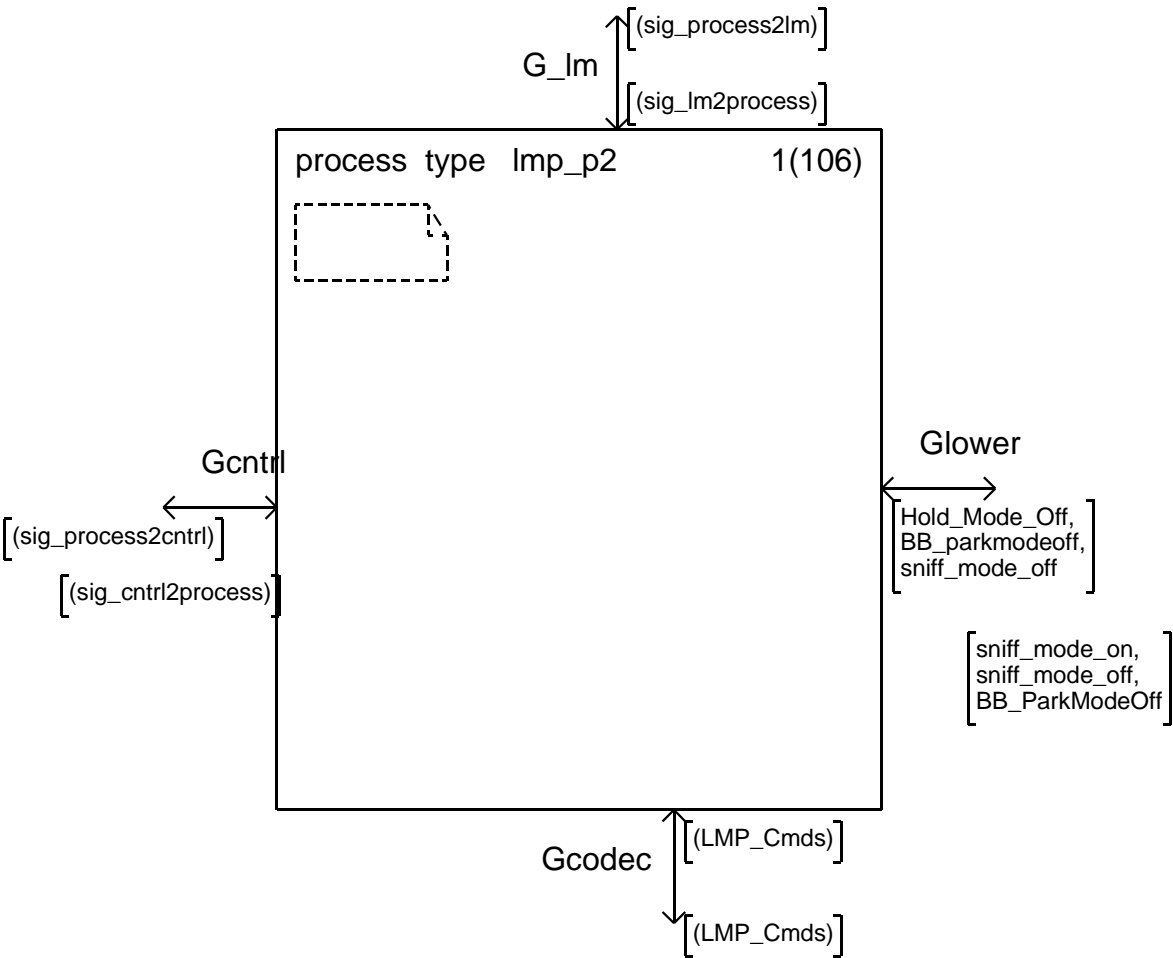 (sig_process2lm)
G_lm
(sig_lm2process)
process type lmp_p2 1(106)
Glower
Gcntrl
Hold_Mode_Off,
BB_parkmodeoff,
sniff_mode_off
(sig_process2cntrl)
(sig_cntrl2process)
sniff_mode_on,
sniff_mode_off,
BB_ParkModeOff
(LMP_Cmds)
Gcodec
(LMP_Cmds)